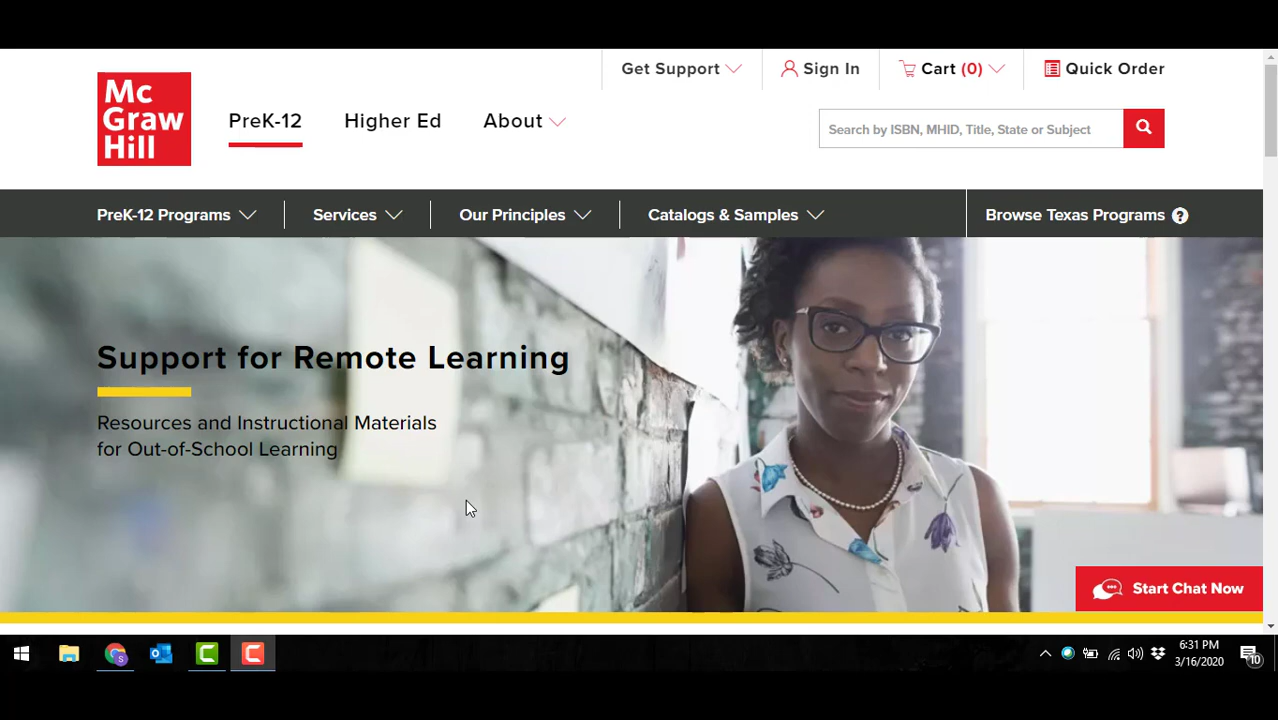 Get Support
Sign In
Cart (0)
Quick Order
Mc
Graw
Hill
PreK-12
Higher Ed
About
Search by ISBN, MHID, Title, State or Subject
PreK-12 Programs
Services
Our Principles
Catalogs & Samples
Browse Texas Programs ?
Support for Remote Learning
Resources and Instructional Materials
for Out-of-School Learning
Start Chat Now
6:31 PM
3/16/2020
10